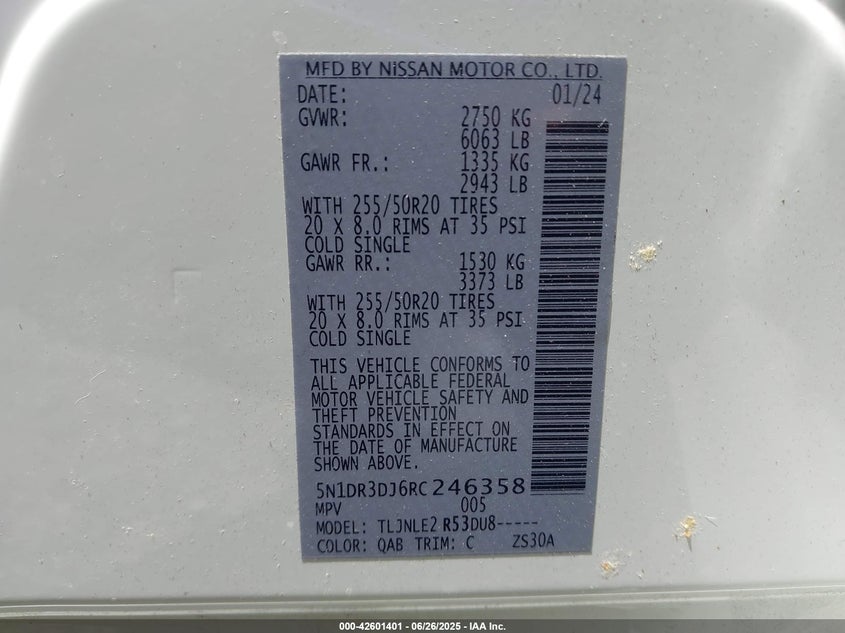 MFD BY NISSAN MOTOR CO., LTD.
DATE: 01/24
GVWR: 2750 KG
6063 LB
GAWR FR.: 1335 KG
2943 LB
WITH 255/50R20 TIRES
20 X 8.0 RIMS AT 35 PSI
COLD SINGLE
GAWR RR.: 1530 KG
3373 LB
WITH 255/50R20 TIRES
20 X 8.0 RIMS AT 35 PSI
COLD SINGLE
THIS VEHICLE CONFORMS TO
ALL APPLICABLE FEDERAL
MOTOR VEHICLE SAFETY AND
THEFT PREVENTION
STANDARDS IN EFFECT ON
THE DATE OF MANUFACTURE
SHOWN ABOVE.
5N1DR3DJ6RC246358
MPV 005
MODEL: TLJNLE2 R53DU8-----
COLOR: QAB TRIM: C ZS30A
000-42601401 - 06/26/2025 - IAA Inc.